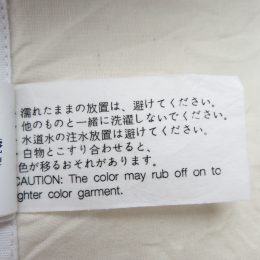 ・濡れたままの放置は、避けてください。
・他のものと一緒に洗濯しないでください。
・水道水の注水放置は避けてください。
・白物とこすり合わせると、
色が移るおそれがあります。
CAUTION: The color may rub off on to
ghter color garment.